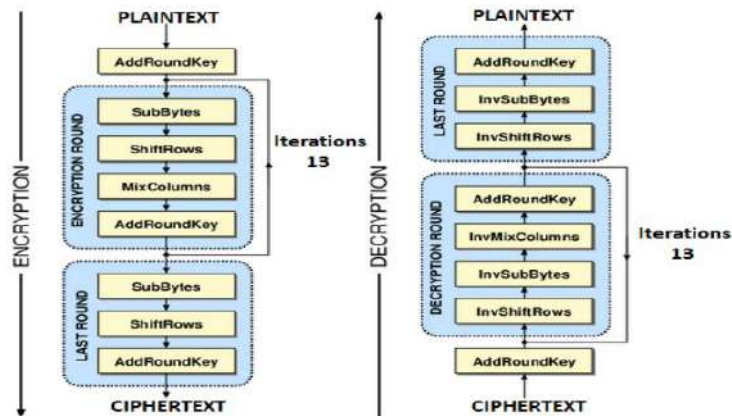 PLAINTEXT
AddRoundKey
ENCRYPTION
ENCRYPTION ROUND
SubBytes
ShiftRows
MixColumns
AddRoundKey
Iterations
13
LAST ROUND
SubBytes
ShiftRows
AddRoundKey
CIPHERTEXT
PLAINTEXT
DECRYPTION
LAST ROUND
AddRoundKey
InvSubBytes
InvShiftRows
DECRYPTION ROUND
AddRoundKey
InvMixColumns
InvSubBytes
InvShiftRows
Iterations
13
AddRoundKey
CIPHERTEXT